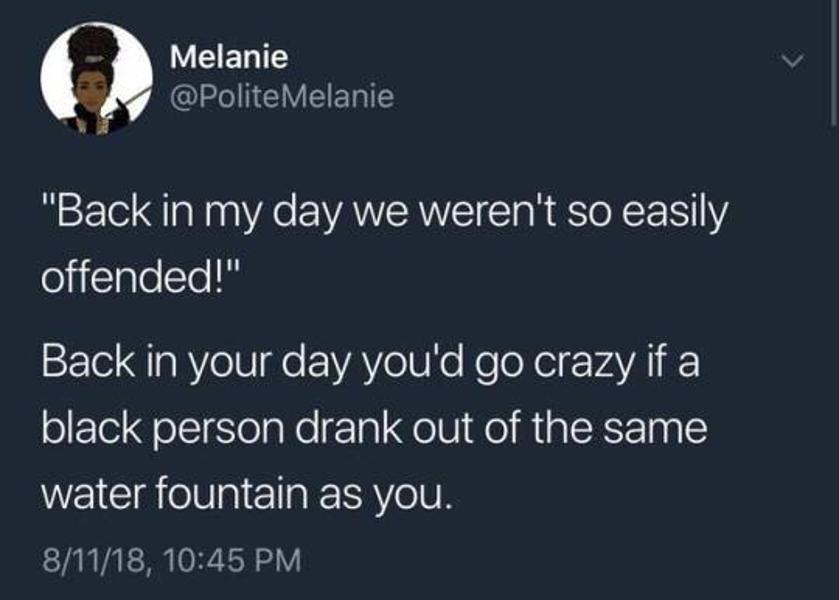 Melanie
@PoliteMelanie
"Back in my day we weren't so easily
offended!"
Back in your day you'd go crazy if a
black person drank out of the same
water fountain as you.
8/11/18, 10:45 PM